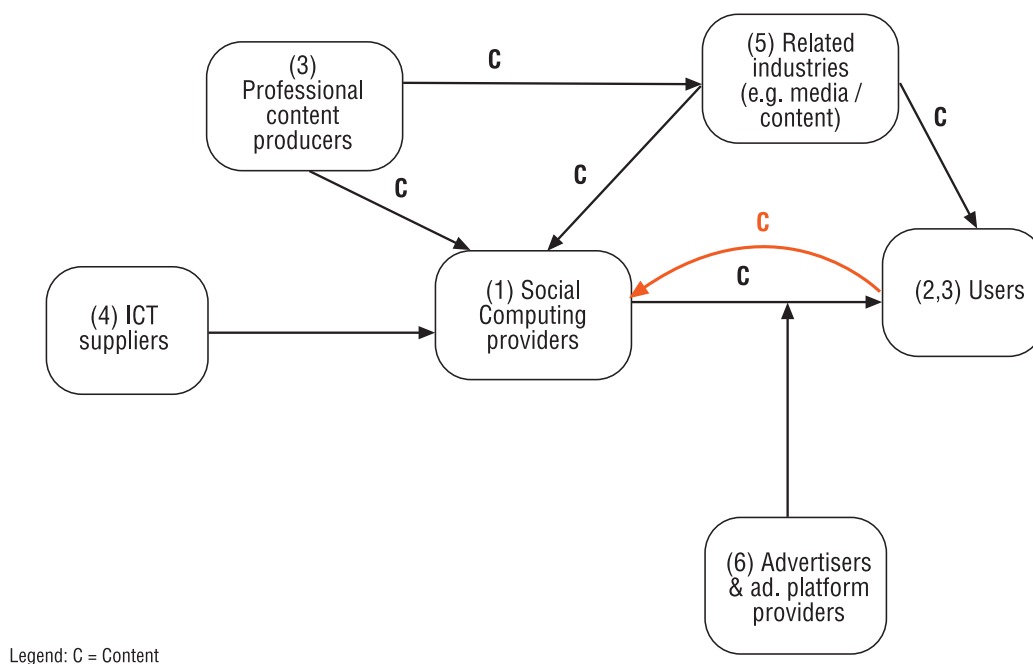 (3)
Professional
content
producers
C
(5) Related
industries
(e.g. media /
content)
C
C
C
C
(4) ICT
suppliers
(1) Social
Computing
providers
C
(2,3) Users
(6) Advertisers
& ad. platform
providers
Legend: C = Content